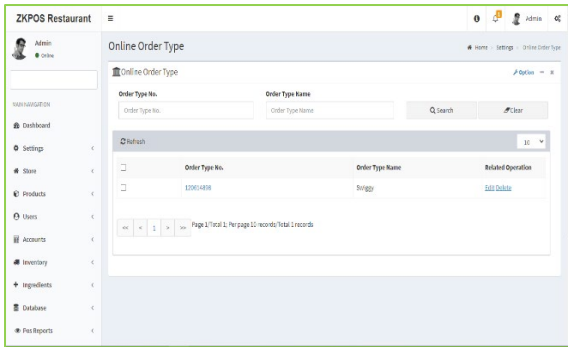 ZKPOS Restaurant
Admin
Admin
Online
Online Order Type
Home
Settings
Online Order Type
Online Order Type
Option
Order Type No.
Order Type Name
Order Type No.
Order Type Name
Search
Clear
MAIN NAVIGATION
Dashboard
Settings
Store
Products
Users
Accounts
Inventory
Ingredients
Database
Pos Reports
Refresh
10
Order Type No.
Order Type Name
Related Operation
Swiggy
Edit Delete
<< < 1 > >> Page 1/Total 1; Per page 10 records/Total 1 records